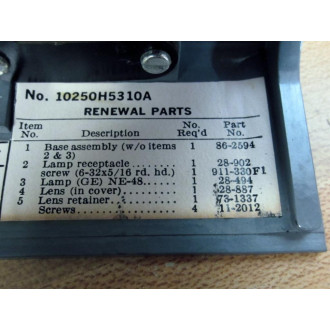 No. 10250H5310A
RENEWAL PARTS
Item No. Description No. Req'd Part No.
1 Base assembly (w/o items 2 & 3) 1 86-2594
2 Lamp receptacle 1 28-902
screw (6-32x5/16 rd. hd.) 1 911-330F1
3 Lamp (GE) NE-48 1 28-494
4 Lens (in cover) 1 28-887
5 Lens retainer 1 73-1337
Screws 4 11-2012